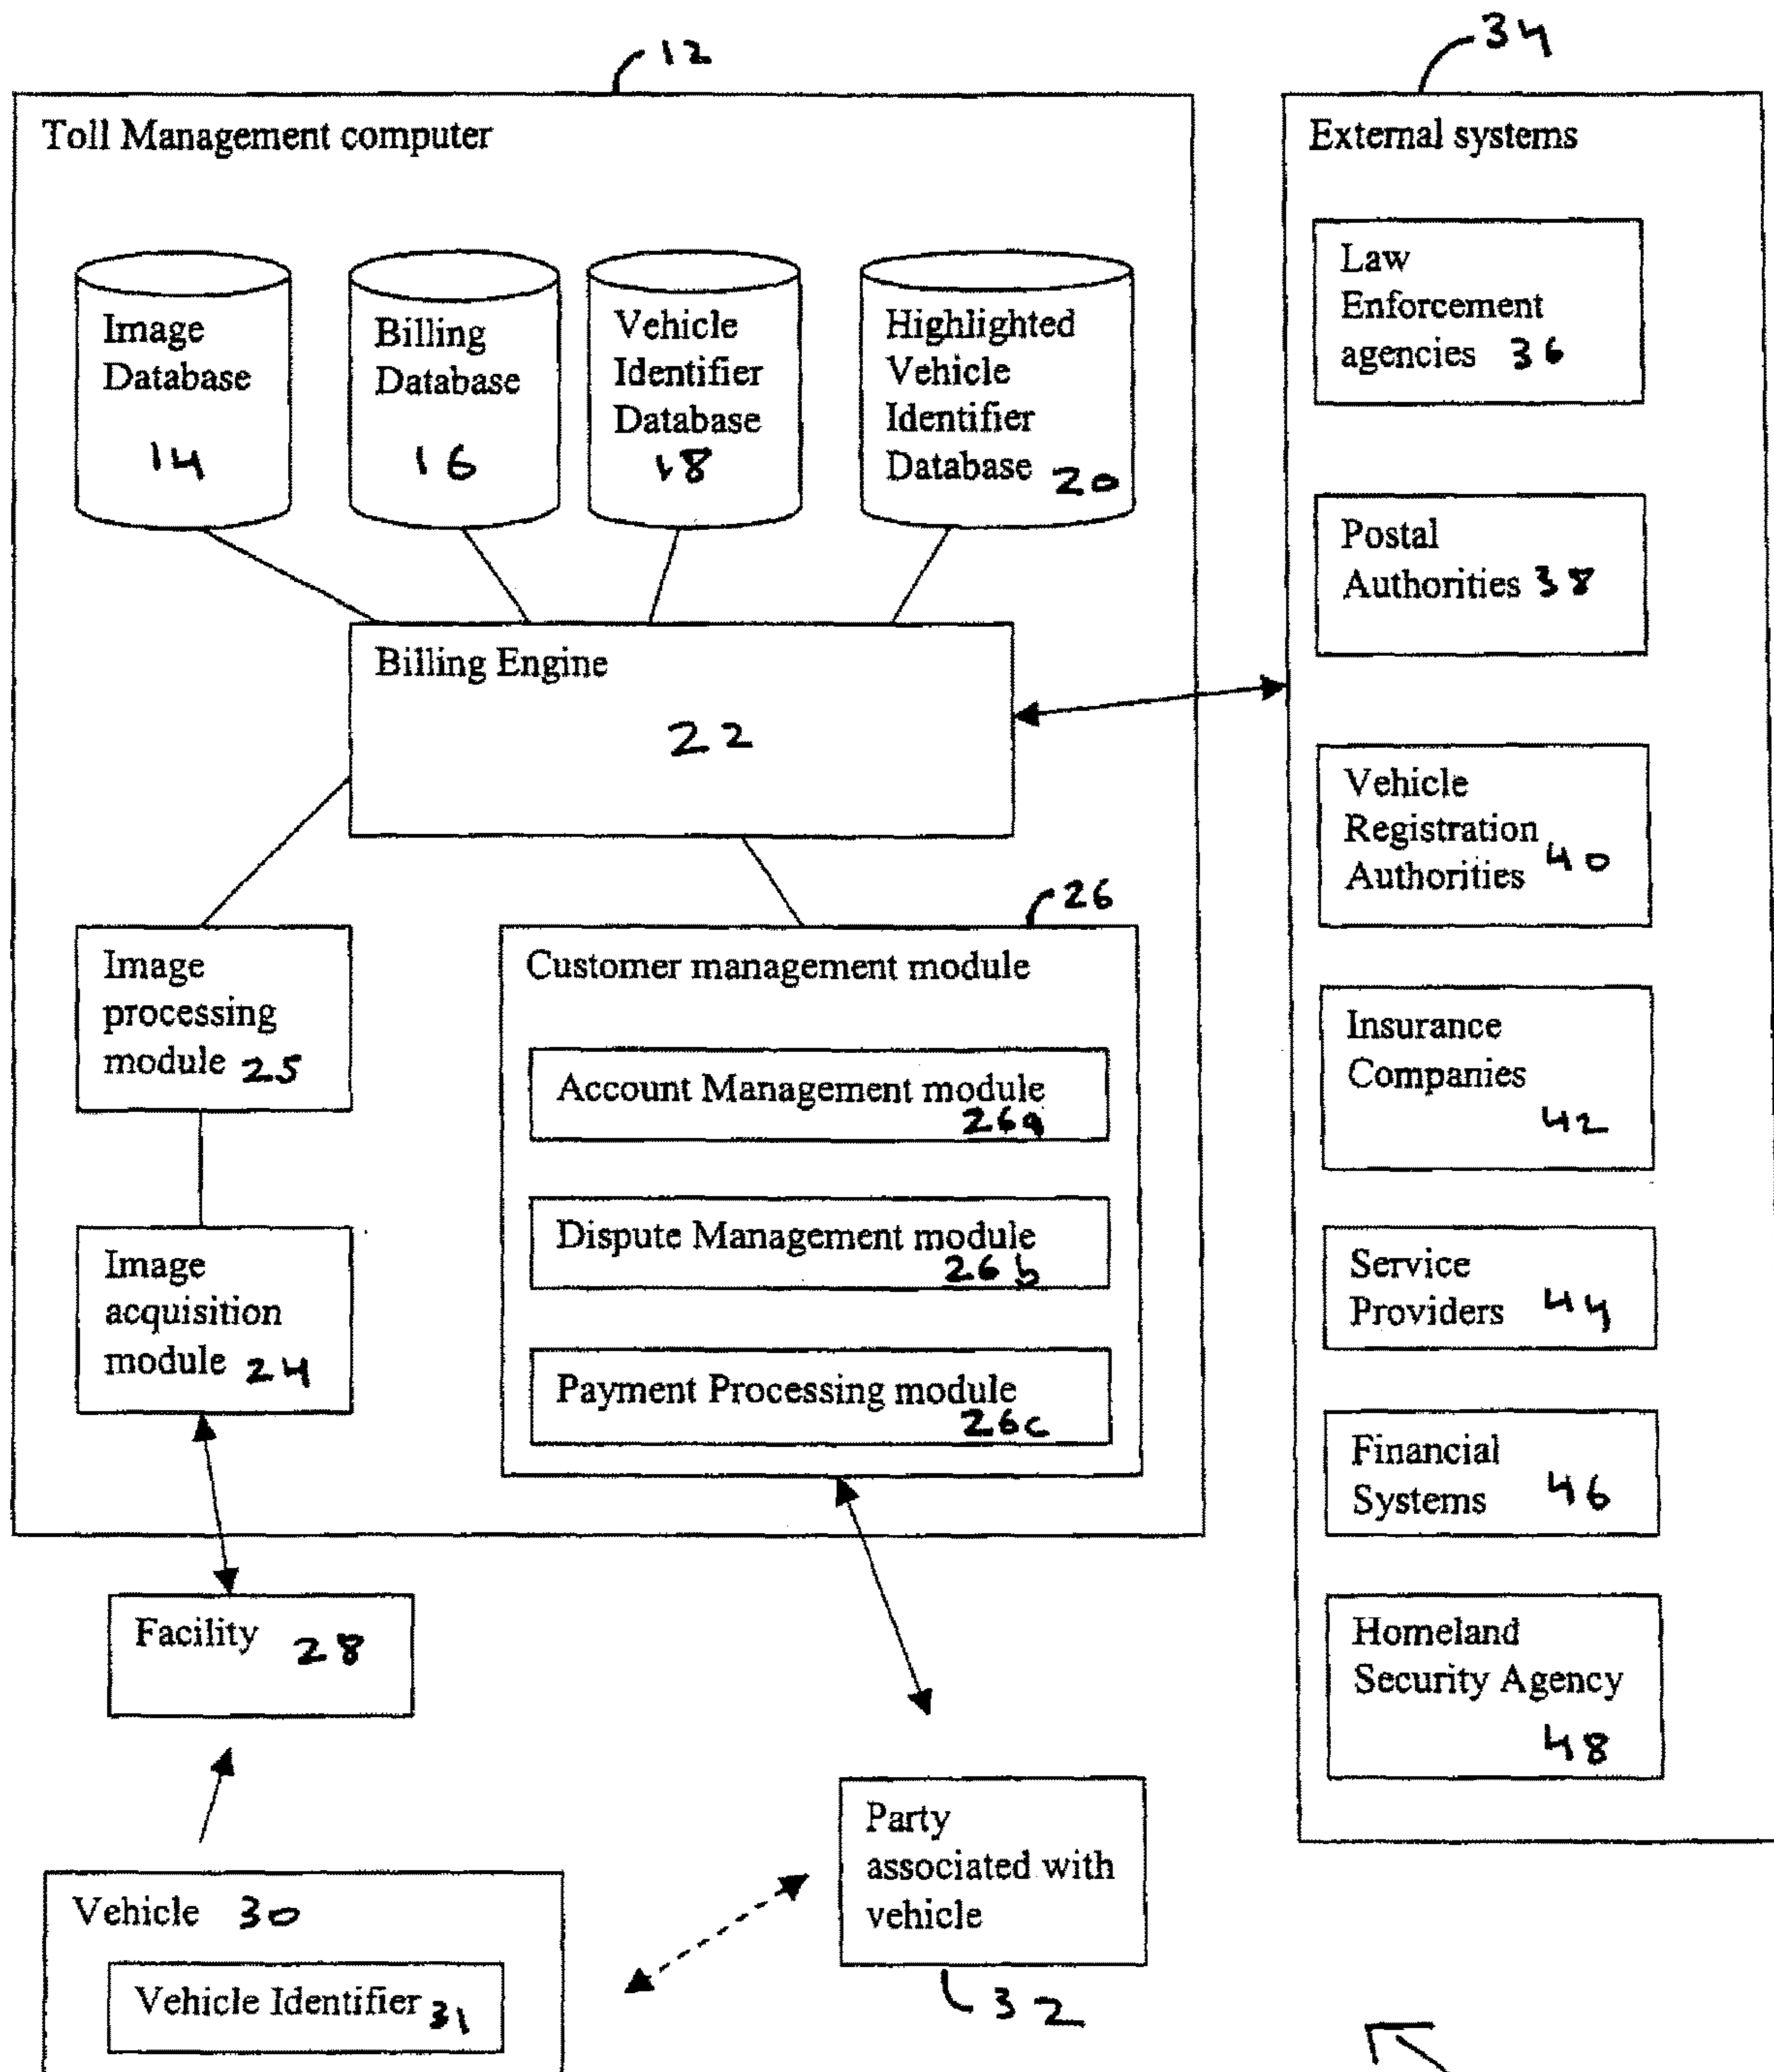 12
34
Toll Management computer
External systems
Image
Database
14
Billing
Database
16
Vehicle
Identifier
Database
18
Highlighted
Vehicle
Identifier
Database 20
Law
Enforcement
agencies 36
Postal
Authorities 38
Billing Engine
22
Vehicle
Registration
Authorities 40
26
Image
processing
module 25
Customer management module
Account Management module
26a
Dispute Management module
26b
Payment Processing module
26c
Image
acquisition
module 24
Insurance
Companies
42
Service
Providers 44
Financial
Systems 46
Homeland
Security Agency
48
Facility 28
Party
associated with
vehicle
32
Vehicle 30
Vehicle Identifier 31